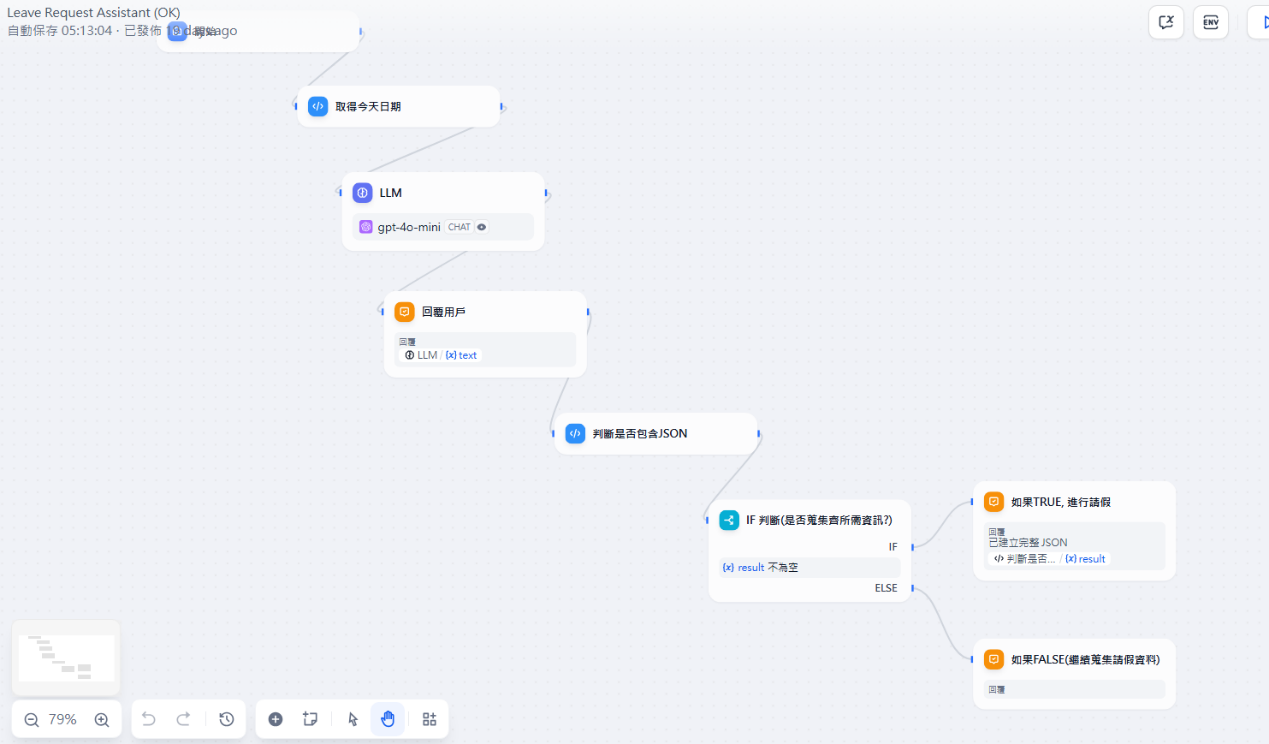 Leave Request Assistant (OK)
自動保存 05:13:04 · 已發佈 days ago
ENV
取得今天日期
LLM
gpt-4o-mini CHAT
回覆用戶
回覆
LLM / {x} text
判斷是否包含JSON
IF 判斷(是否蒐集齊所需資訊?)
IF
{x} result 不為空
ELSE
如果TRUE, 進行請假
回覆
已建立完整 JSON
判斷是否... / {x} result
如果FALSE(繼續蒐集請假資料)
回覆
79%